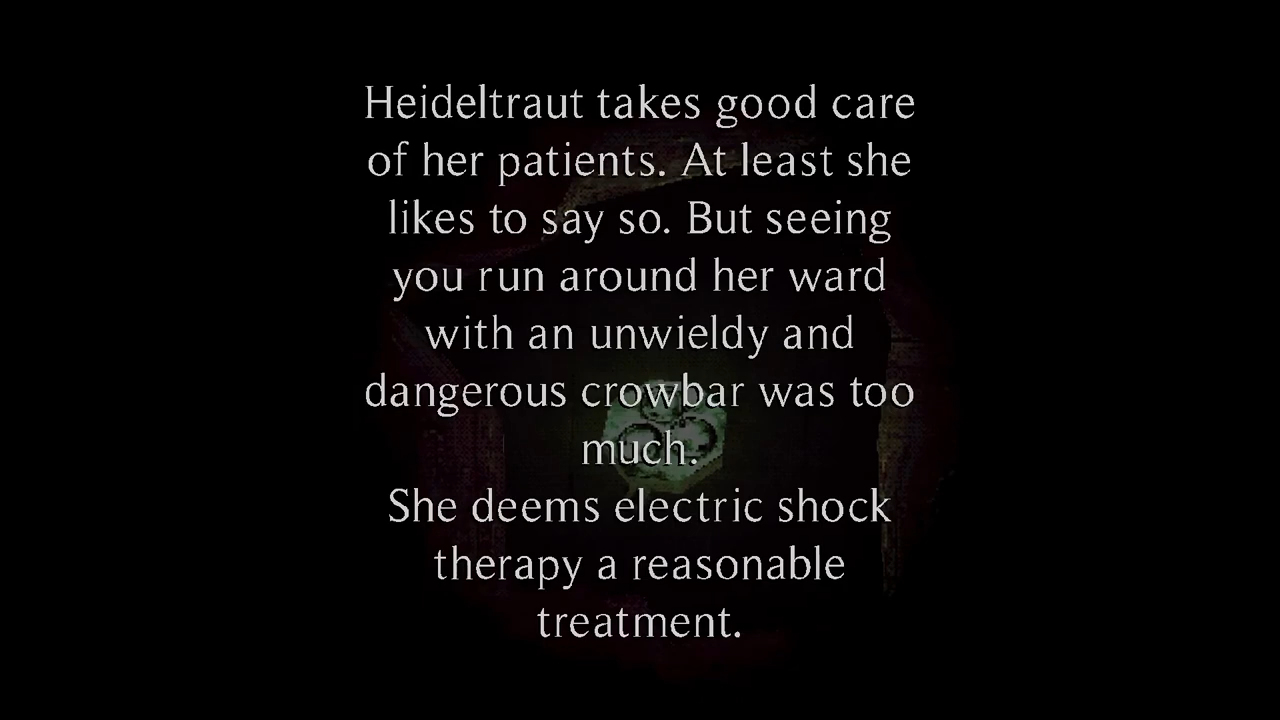 Heideltraut takes good care
of her patients. At least she
likes to say so. But seeing
you run around her ward
with an unwieldy and
dangerous crowbar was too
much.
She deems electric shock
therapy a reasonable
treatment.